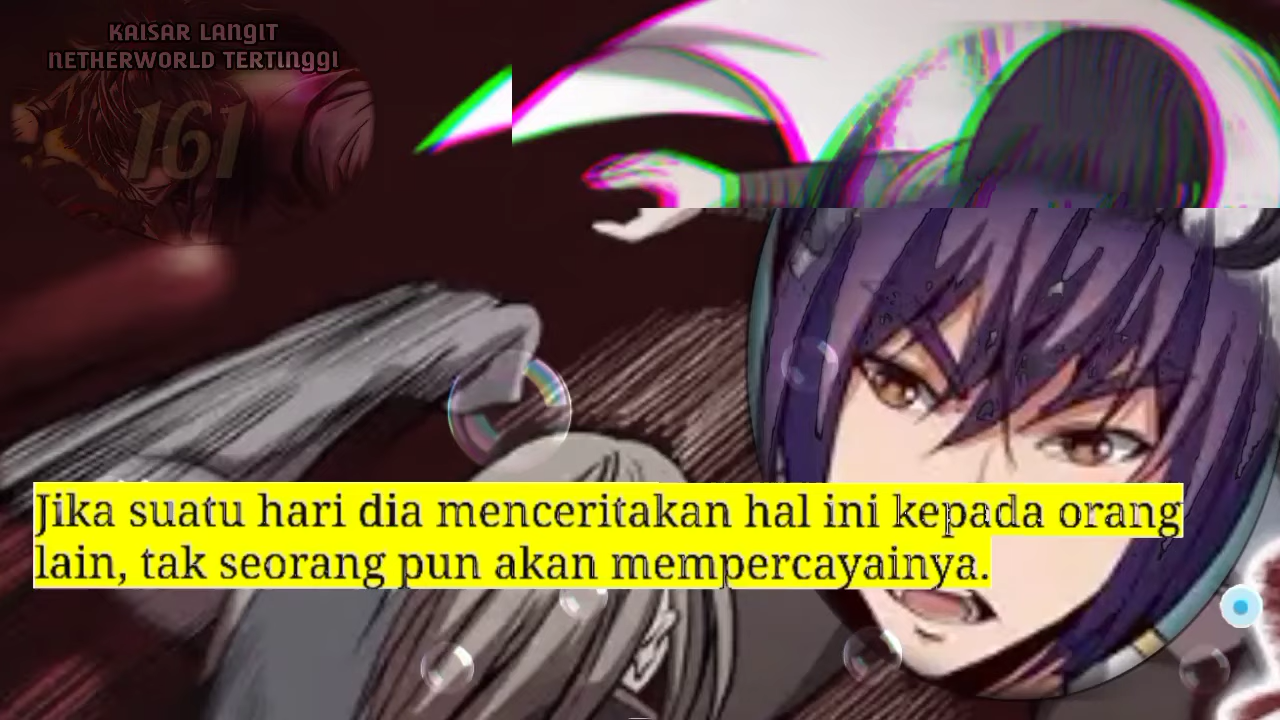 KAISAR LANGIT
NETHERWORLD TERTINGGI
161
Jika suatu hari dia menceritakan hal ini kepada orang
lain, tak seorang pun akan mempercayainya.